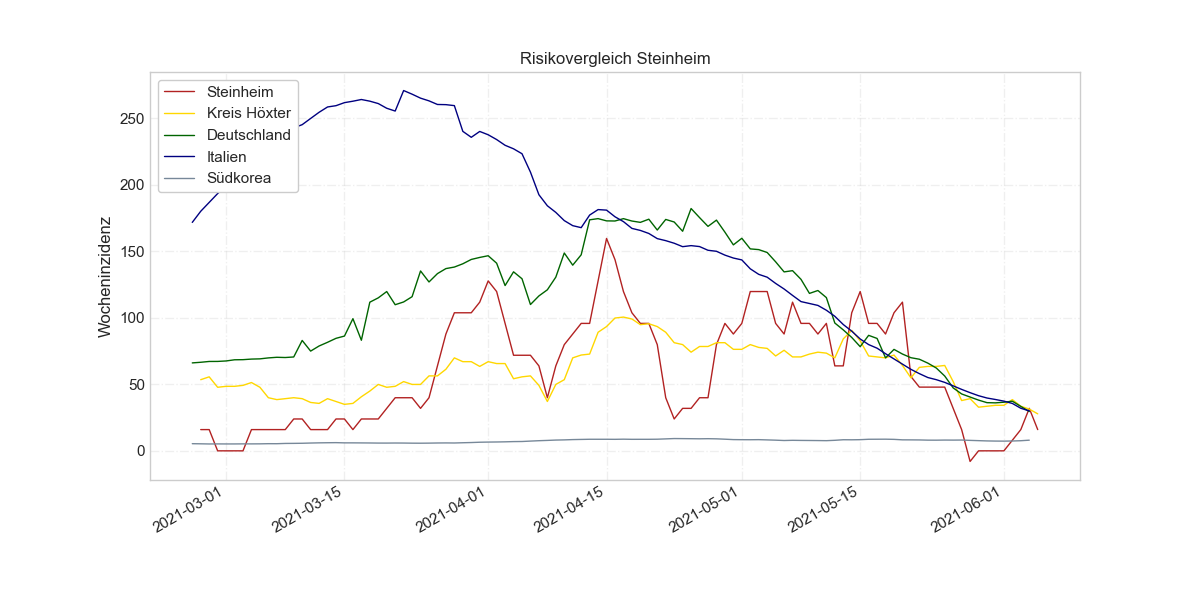 Risikovergleich Steinheim
Steinheim
Kreis Höxter
Deutschland
Italien
Südkorea
Wocheninzidenz
250
200
150
100
50
0
2021-03-01
2021-03-15
2021-04-01
2021-04-15
2021-05-01
2021-05-15
2021-06-01